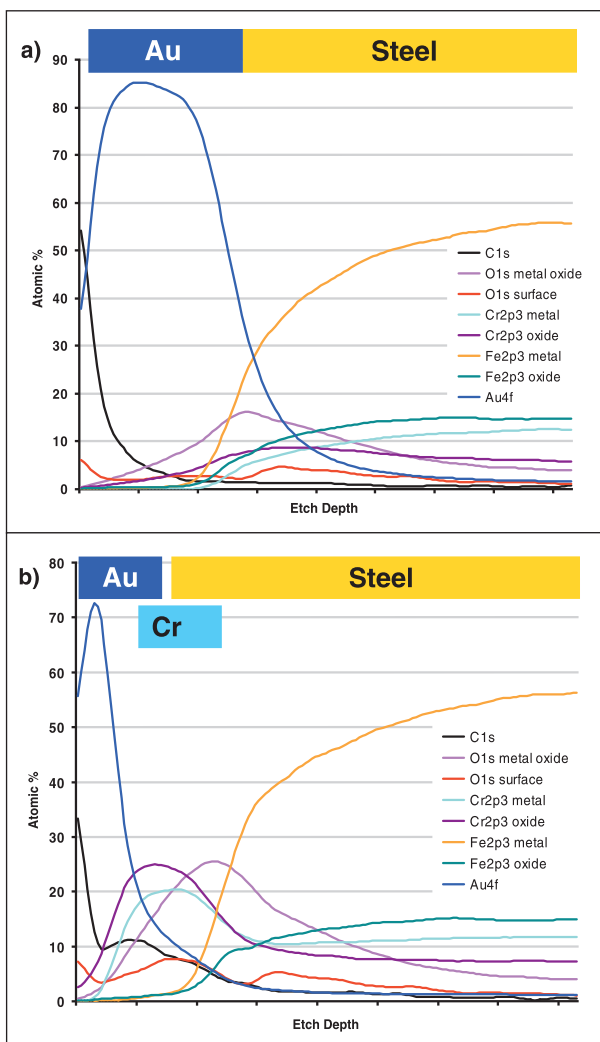 a)
Au
Steel
90
80
70
60
50
40
30
20
10
0
Atomic %
C1s
O1s metal oxide
O1s surface
Cr2p3 metal
Cr2p3 oxide
Fe2p3 metal
Fe2p3 oxide
Au4f
Etch Depth
b)
Au
Steel
Cr
80
70
60
50
40
30
20
10
0
Atomic %
C1s
O1s metal oxide
O1s surface
Cr2p3 metal
Cr2p3 oxide
Fe2p3 metal
Fe2p3 oxide
Au4f
Etch Depth